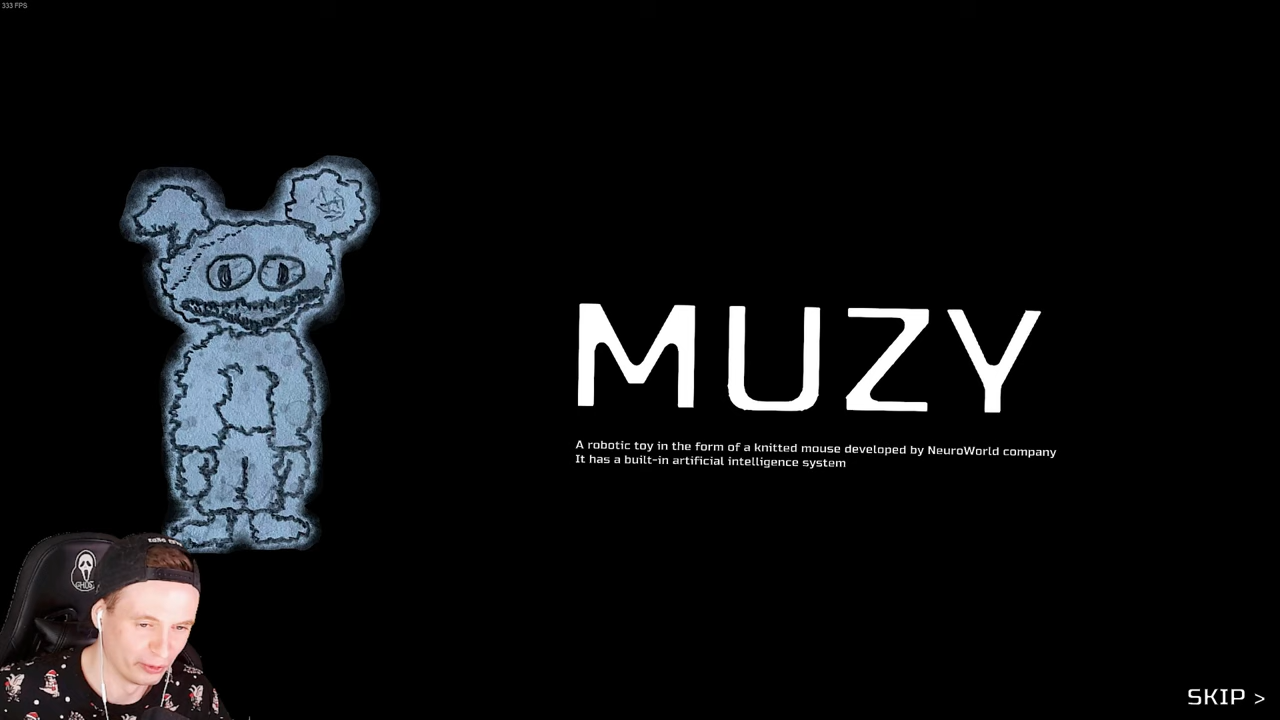 333 FPS
MUZY
A robotic toy in the form of a knitted mouse developed by NeuroWorld company
It has a built-in artificial intelligence system
SKIP >